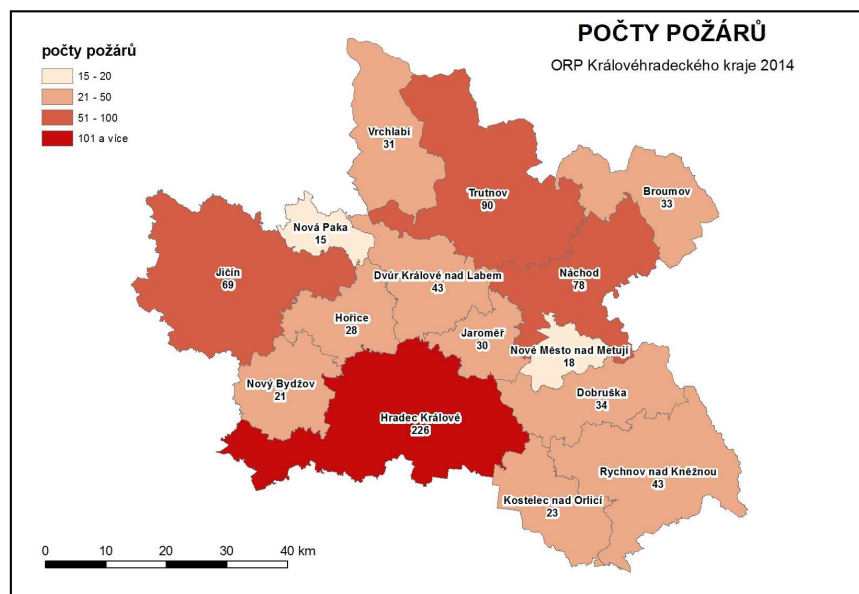 POČTY POŽÁRŮ
ORP Královéhradeckého kraje 2014
počty požárů
15 - 20
21 - 50
51 - 100
101 a více
Vrchlabí
31
Trutnov
90
Broumov
33
Nová Paka
15
Jičín
69
Dvůr Králové nad Labem
43
Náchod
78
Hořice
28
Jaroměř
30
Nové Město nad Metují
18
Nový Bydžov
21
Dobruška
34
Hradec Králové
226
Rychnov nad Kněžnou
43
Kostelec nad Orlicí
23
0 10 20 30 40 km